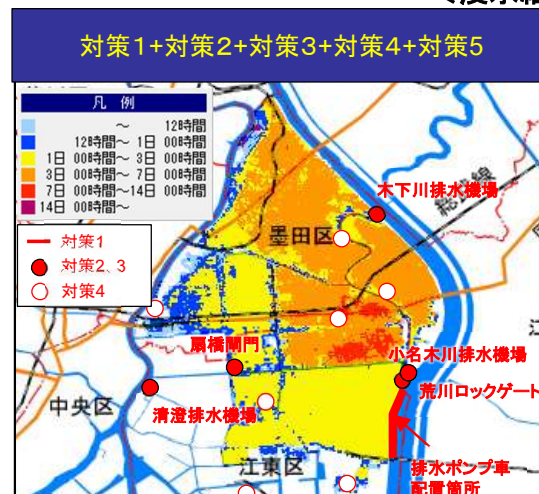 対策1+対策2+対策3+対策4+対策5
凡 例
～ 12時間
12時間～ 1日 00時間
1日 00時間～ 3日 00時間
3日 00時間～ 7日 00時間
7日 00時間～14日 00時間
14日 00時間～
対策1
対策2、3
対策4
木下川排水機場
総武線
墨田区
扇橋閘門
小名木川排水機場
荒川ロックゲート
中央区
清澄排水機場
江東区
排水ポンプ車
配置箇所